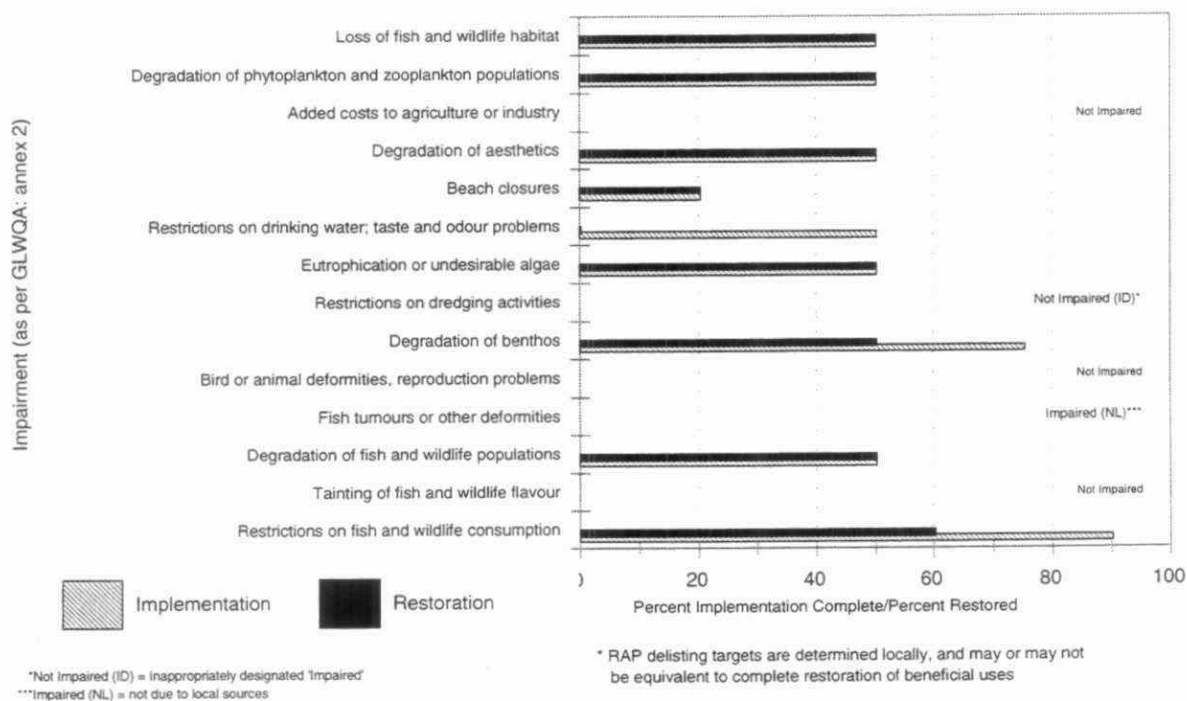 Impairment (as per GLWQA: annex 2)
Loss of fish and wildlife habitat
Degradation of phytoplankton and zooplankton populations
Added costs to agriculture or industry
Not Impaired
Degradation of aesthetics
Beach closures
Restrictions on drinking water; taste and odour problems
Eutrophication or undesirable algae
Restrictions on dredging activities
Not Impaired (ID)*
Degradation of benthos
Bird or animal deformities, reproduction problems
Not Impaired
Fish tumours or other deformities
Impaired (NL)***
Degradation of fish and wildlife populations
Tainting of fish and wildlife flavour
Not Impaired
Restrictions on fish and wildlife consumption
20 40 60 80 100
Percent Implementation Complete/Percent Restored
Implementation
Restoration
*Not Impaired (ID) = inappropriately designated 'Impaired'
***Impaired (NL) = not due to local sources
* RAP delisting targets are determined locally, and may or may not
be equivalent to complete restoration of beneficial uses